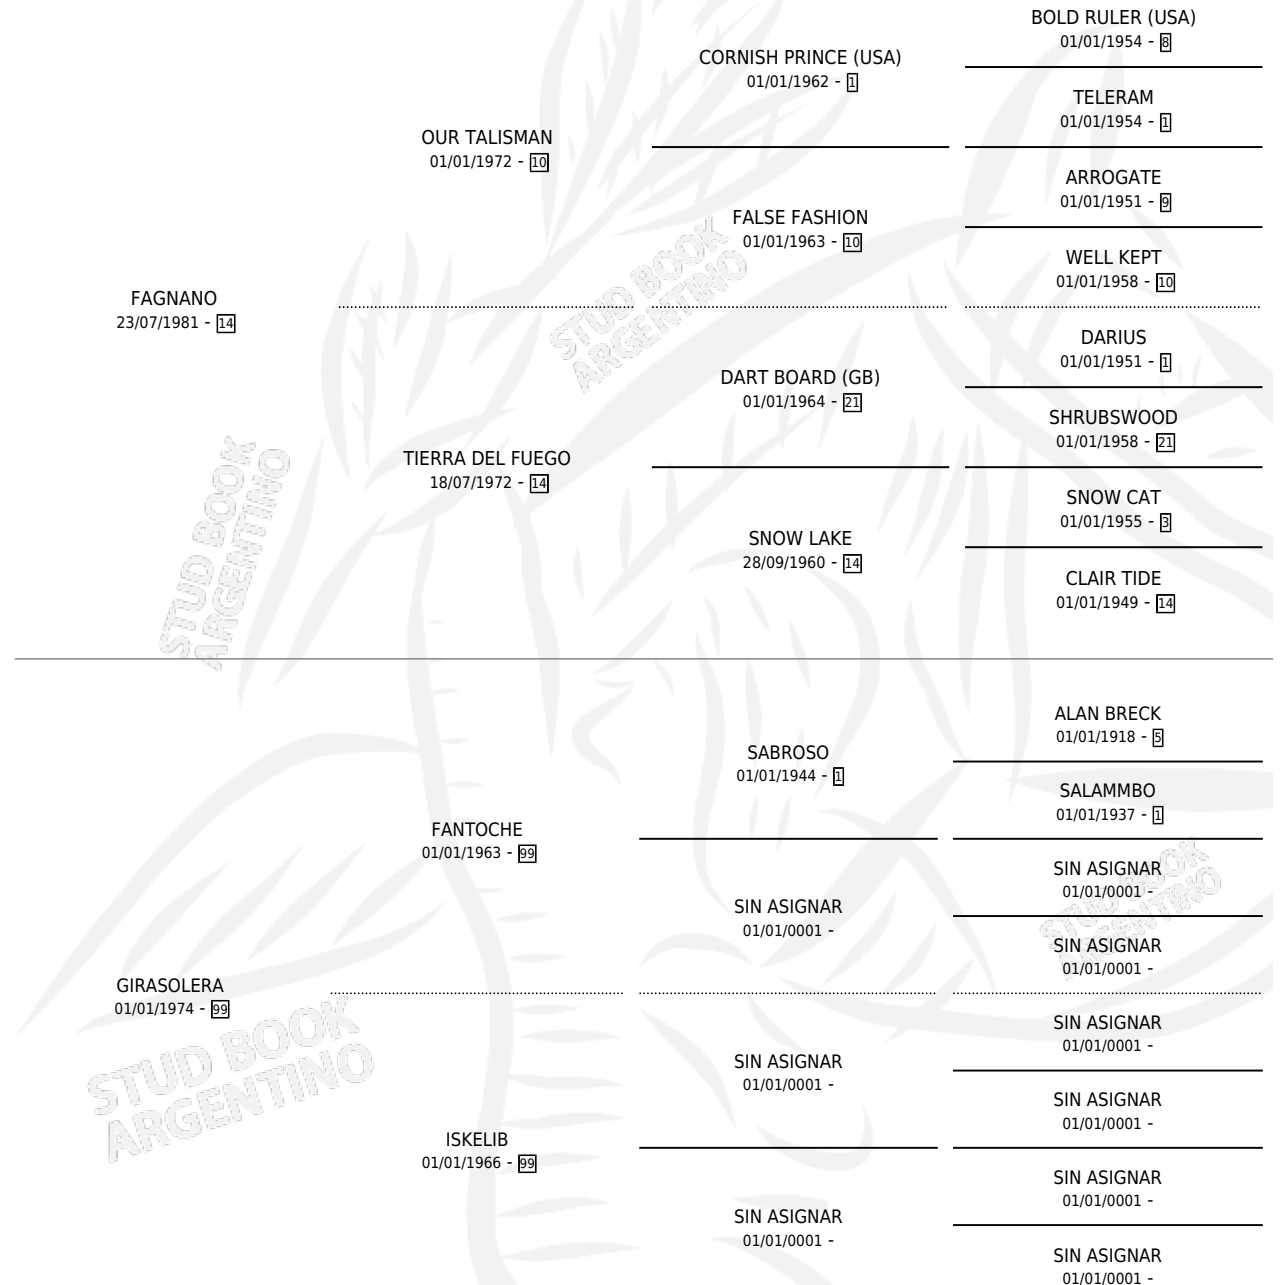 BOLD RULER (USA)
01/01/1954 - 8
CORNISH PRINCE (USA)
01/01/1962 - 1
TELERAM
01/01/1954 - 1
OUR TALISMAN
01/01/1972 - 10
ARROGATE
01/01/1951 - 9
FALSE FASHION
01/01/1963 - 10
WELL KEPT
01/01/1958 - 10
FAGNANO
23/07/1981 - 14
STUD BOOK
ARGENTINO
DARIUS
01/01/1951 - 1
DART BOARD (GB)
01/01/1964 - 21
SHRUBSWOOD
01/01/1958 - 21
TIERRA DEL FUEGO
18/07/1972 - 14
SNOW CAT
01/01/1955 - 3
SNOW LAKE
28/09/1960 - 14
CLAIR TIDE
01/01/1949 - 14
STUD BOOK
ARGENTINO
ALAN BRECK
01/01/1918 - 5
SABROSO
01/01/1944 - 1
SALAMMBO
01/01/1937 - 1
FANTOCHE
01/01/1963 - 99
SIN ASIGNAR
01/01/0001 -
SIN ASIGNAR
01/01/0001 -
SIN ASIGNAR
01/01/0001 -
STUD BOOK
ARGENTINO
GIRASOLERA
01/01/1974 - 99
SIN ASIGNAR
01/01/0001 -
SIN ASIGNAR
01/01/0001 -
SIN ASIGNAR
01/01/0001 -
STUD BOOK
ARGENTINO
ISKELIB
01/01/1966 - 99
SIN ASIGNAR
01/01/0001 -
SIN ASIGNAR
01/01/0001 -
SIN ASIGNAR
01/01/0001 -